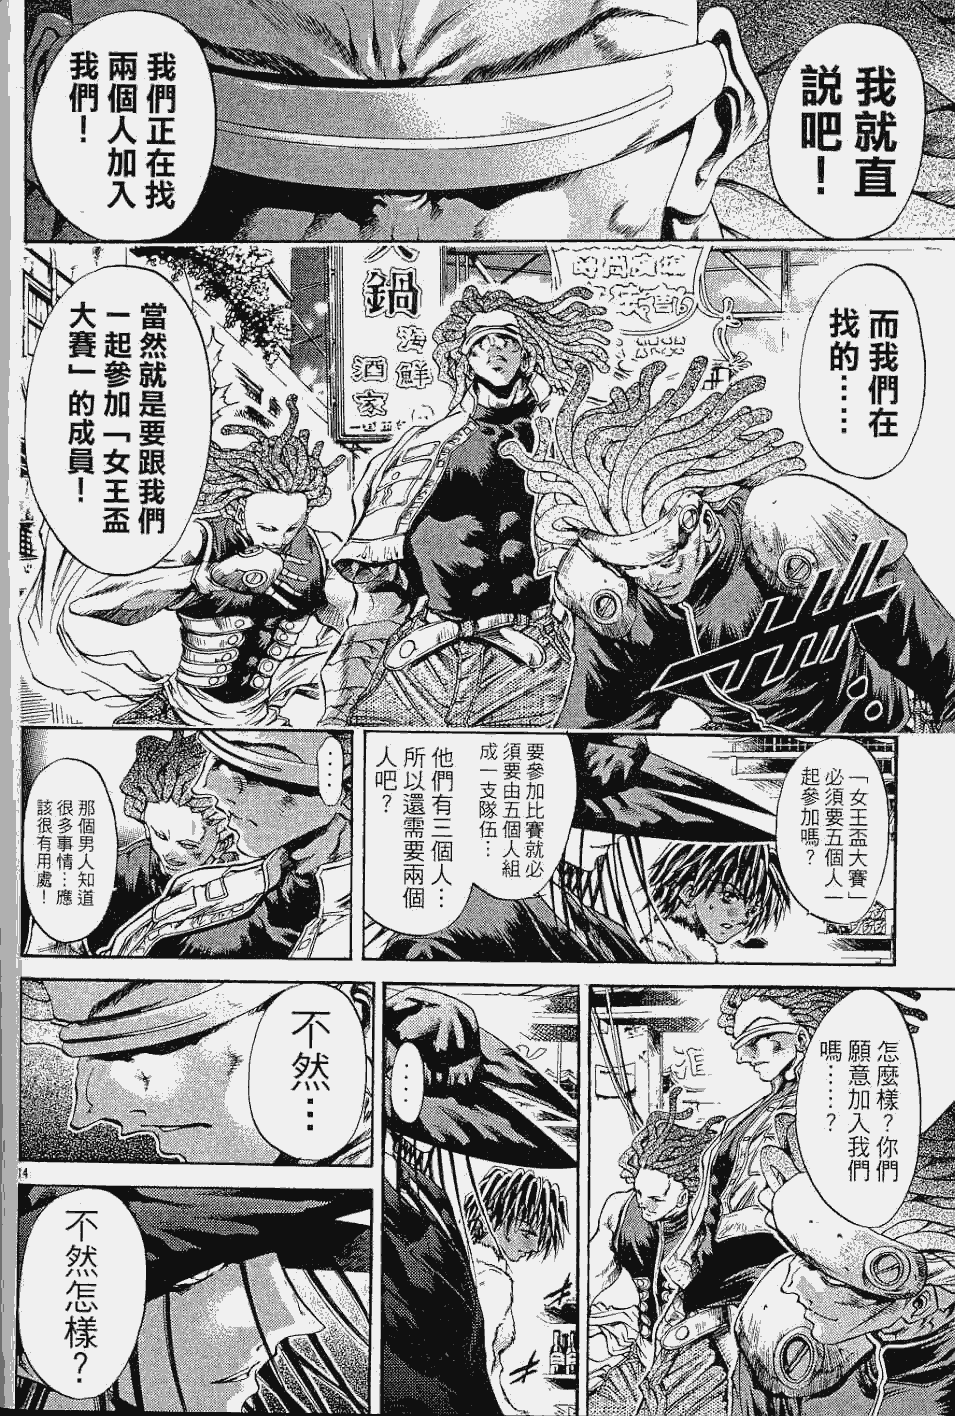 我就直
說吧！
我們正在找
兩個人加入
我們！
而我們在
找的……
當然就是要跟我們
一起參加「女王盃
大賽」的成員！
火
鍋
海鮮
酒家
「女王盃大賽」
必須要五個人一
起參加嗎？
要參加比賽就必
須要由五個人組
成一支隊伍…
他們有三個人…
所以還需要兩個
人吧？
…．
那個男人知道
很多事情…應
該很有用處！
怎麼樣？你們
願意加入我們
嗎……？
進
…．
不然…
不然怎樣？
14